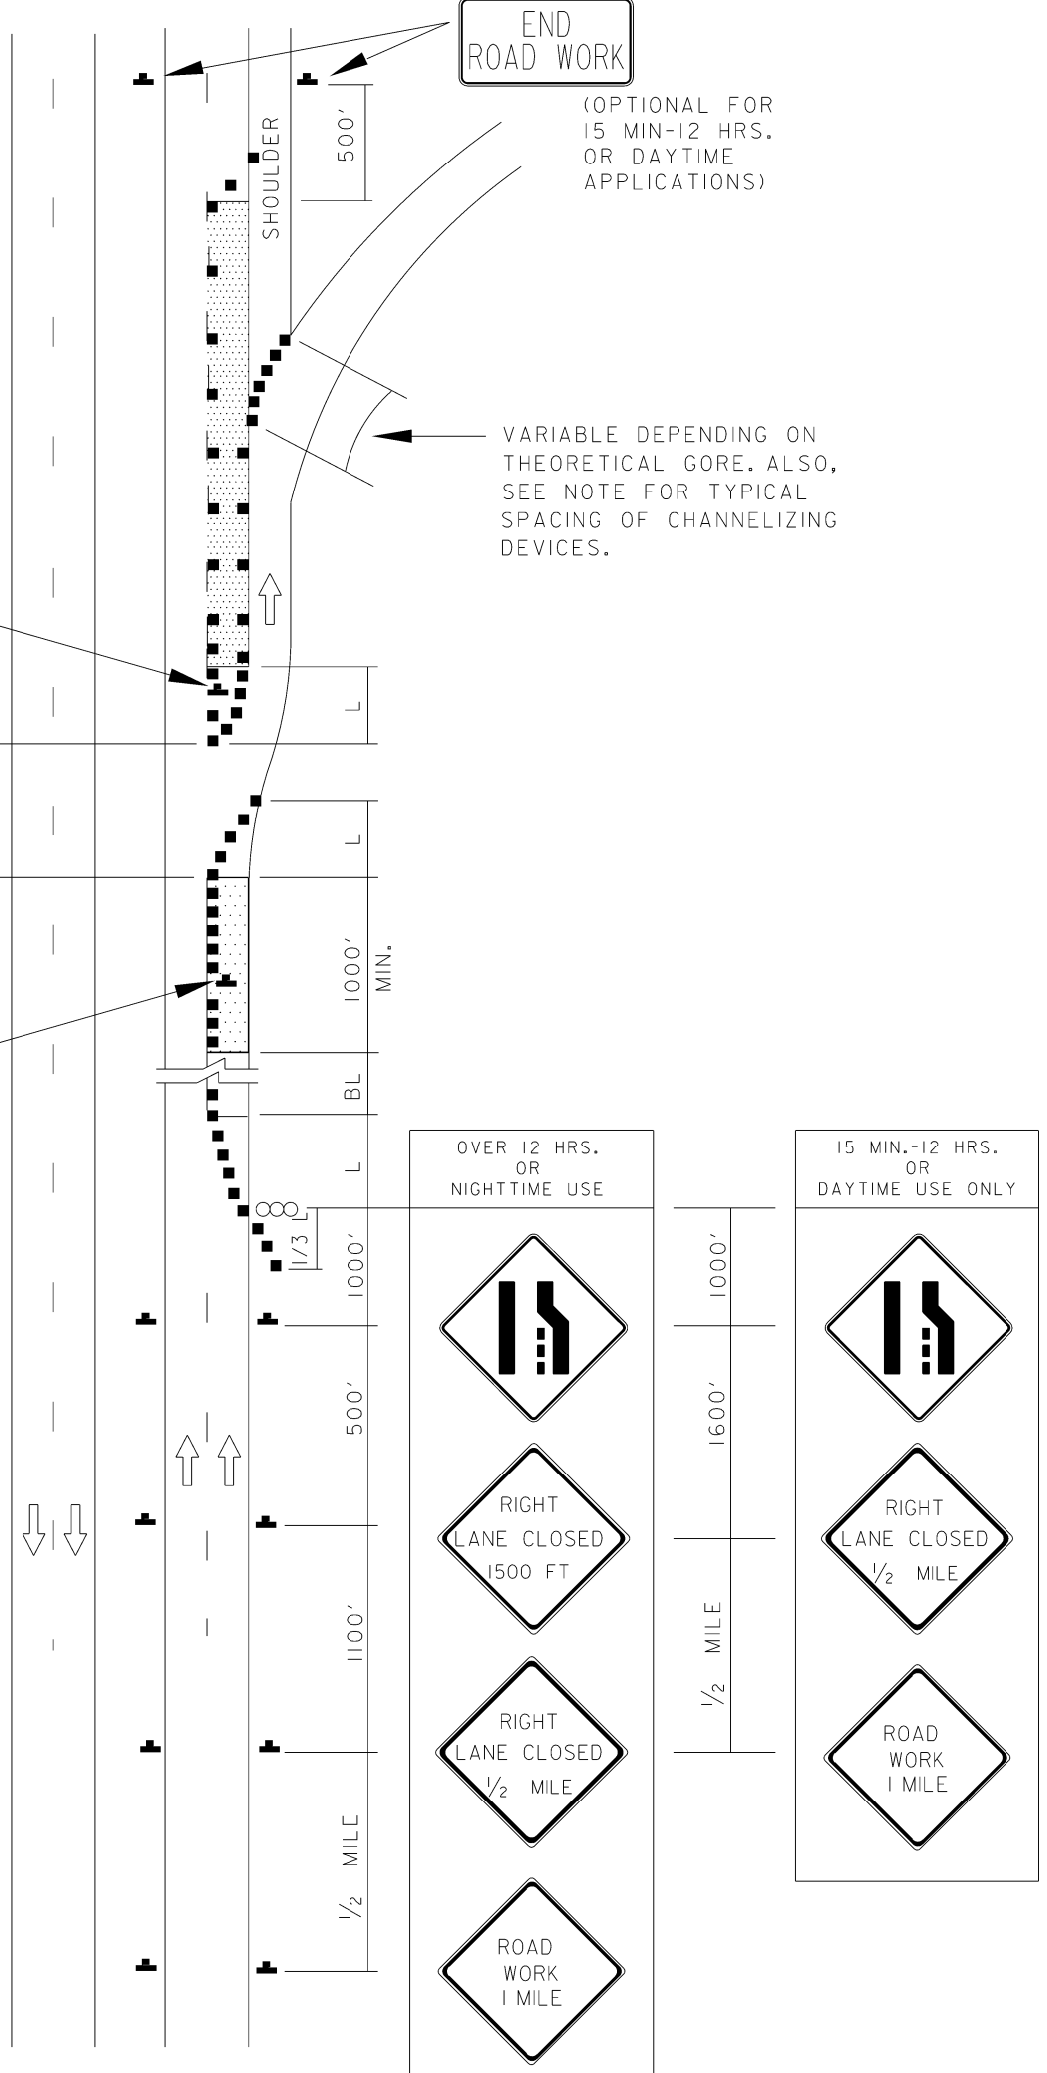 END
ROAD WORK
(OPTIONAL FOR
15 MIN-12 HRS.
OR DAYTIME
APPLICATIONS)
500'
SHOULDER
VARIABLE DEPENDING ON
THEORETICAL GORE. ALSO,
SEE NOTE FOR TYPICAL
SPACING OF CHANNELIZING
DEVICES.
L
L
1000'
MIN.
BL
L
1/3 L
1000'
500'
1100'
1/2 MILE
OVER 12 HRS.
OR
NIGHTTIME USE
RIGHT
LANE CLOSED
1500 FT
RIGHT
LANE CLOSED
1/2 MILE
ROAD
WORK
1 MILE
1000'
1600'
1/2 MILE
15 MIN.-12 HRS.
OR
DAYTIME USE ONLY
RIGHT
LANE CLOSED
1/2 MILE
ROAD
WORK
1 MILE